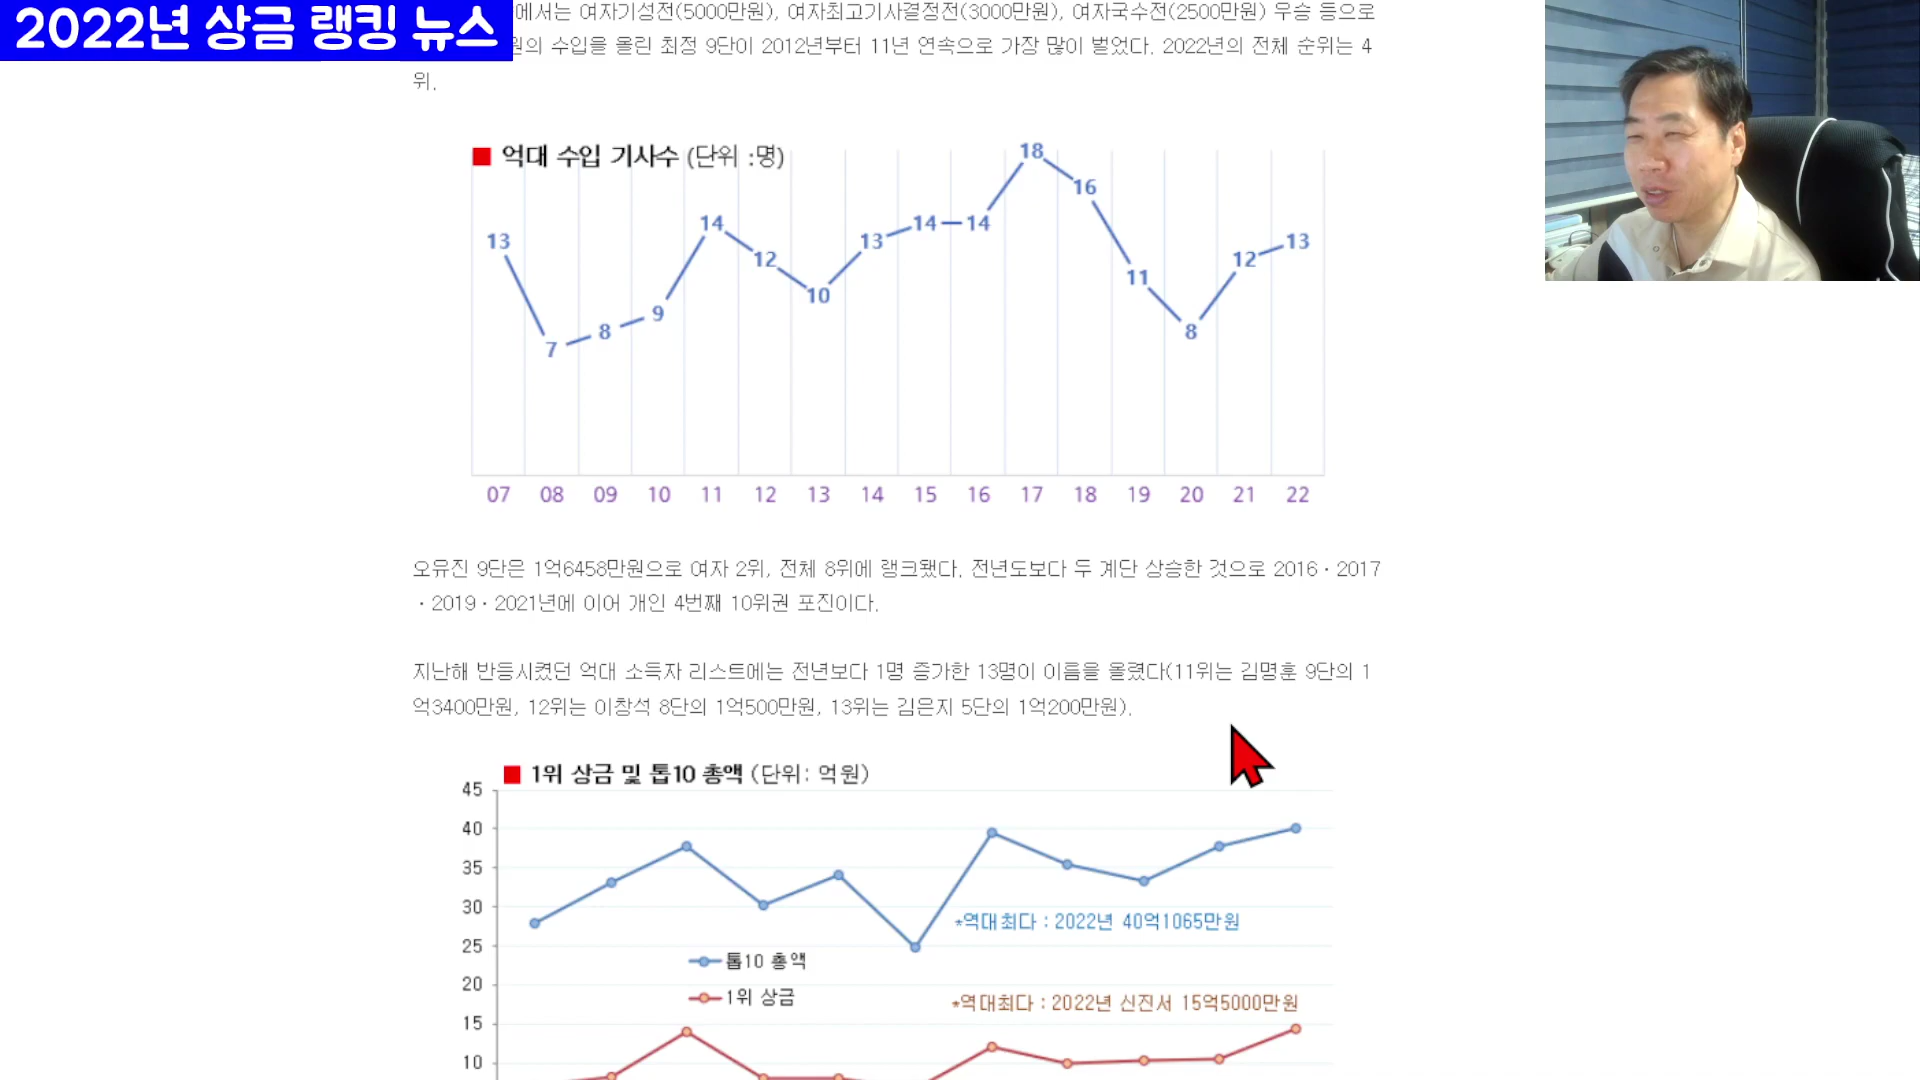 2022년 상금 랭킹 뉴스
에서는 여자기성전(5000만원), 여자최고기사결정전(3000만원), 여자국수전(2500만원) 우승 등으로
원의 수입을 올린 최정 9단이 2012년부터 11년 연속으로 가장 많이 벌었다. 2022년의 전체 순위는 4
위.
억대 수입 기사수 (단위 :명)
13 7 8 9 14 12 10 13 14 14 18 16 11 8 12 13
07 08 09 10 11 12 13 14 15 16 17 18 19 20 21 22
오유진 9단은 1억6458만원으로 여자 2위, 전체 8위에 랭크됐다. 전년도보다 두 계단 상승한 것으로 2016·2017
·2019·2021년에 이어 개인 4번째 10위권 포진이다.
지난해 반등시켰던 억대 소득자 리스트에는 전년보다 1명 증가한 13명이 이름을 올렸다(11위는 김명훈 9단의 1
억3400만원, 12위는 이창석 8단의 1억500만원, 13위는 김은지 5단의 1억200만원).
1위 상금 및 톱10 총액 (단위: 억원)
45
40
35
30
*역대최다 : 2022년 40억1065만원
25
톱10 총액
20
1위 상금
*역대최다 : 2022년 신진서 15억5000만원
15
10